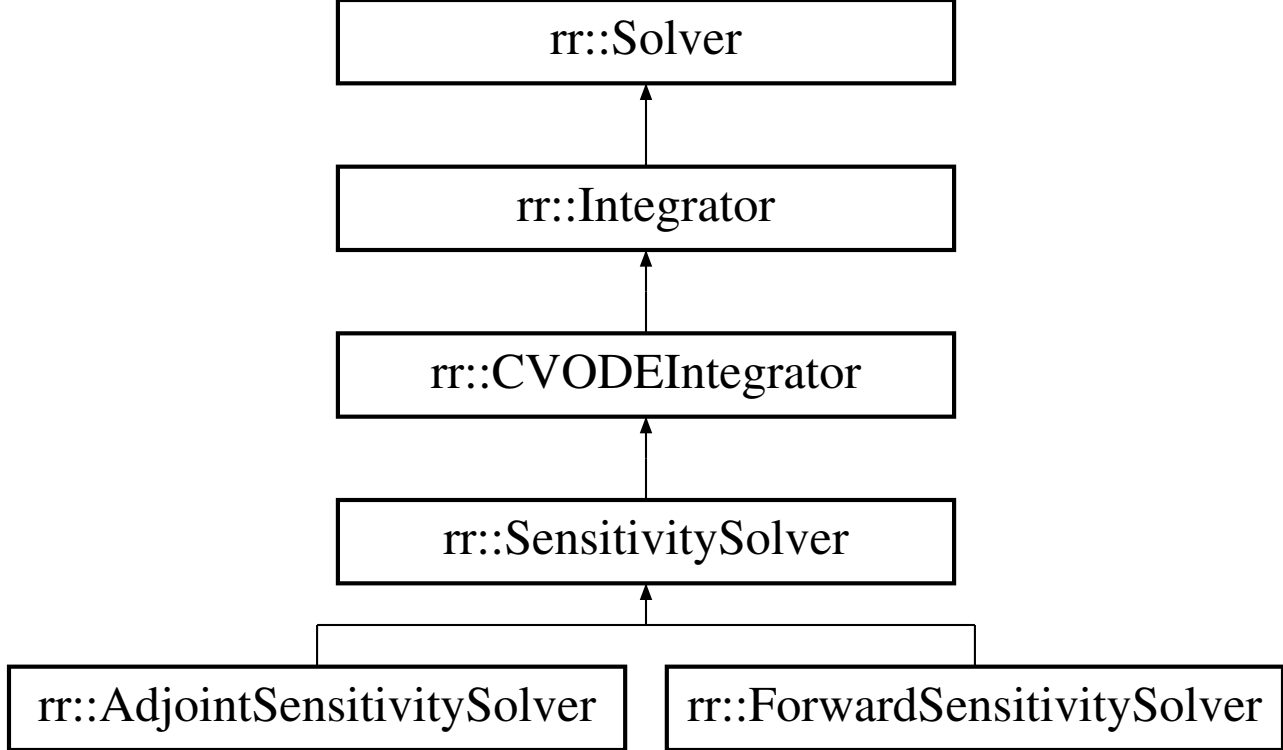 rr::Solver
rr::Integrator
rr::CVODEIntegrator
rr::SensitivitySolver
rr::AdjointSensitivitySolver
rr::ForwardSensitivitySolver